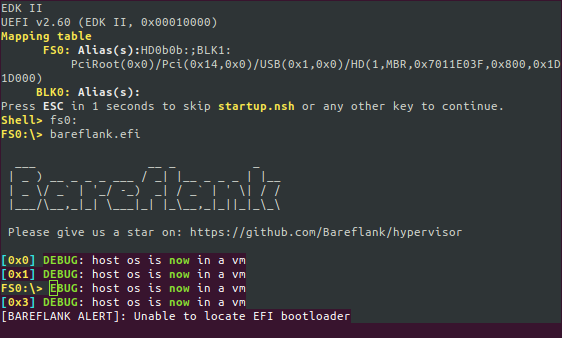 EDK II
UEFI v2.60 (EDK II, 0x00010000)
Mapping table
FS0: Alias(s):HD0b0b:;BLK1:
PciRoot(0x0)/Pci(0x14,0x0)/USB(0x1,0x0)/HD(1,MBR,0x7011E03F,0x800,0x1D
1D000)
BLK0: Alias(s):
Press ESC in 1 seconds to skip startup.nsh or any other key to continue.
Shell> fs0:
FS0:\> bareflank.efi
Bareflank
Please give us a star on: https://github.com/Bareflank/hypervisor
[0x0] DEBUG: host os is now in a vm
[0x1] DEBUG: host os is now in a vm
FS0:\> EBUG: host os is now in a vm
[0x3] DEBUG: host os is now in a vm
[BAREFLANK ALERT]: Unable to locate EFI bootloader